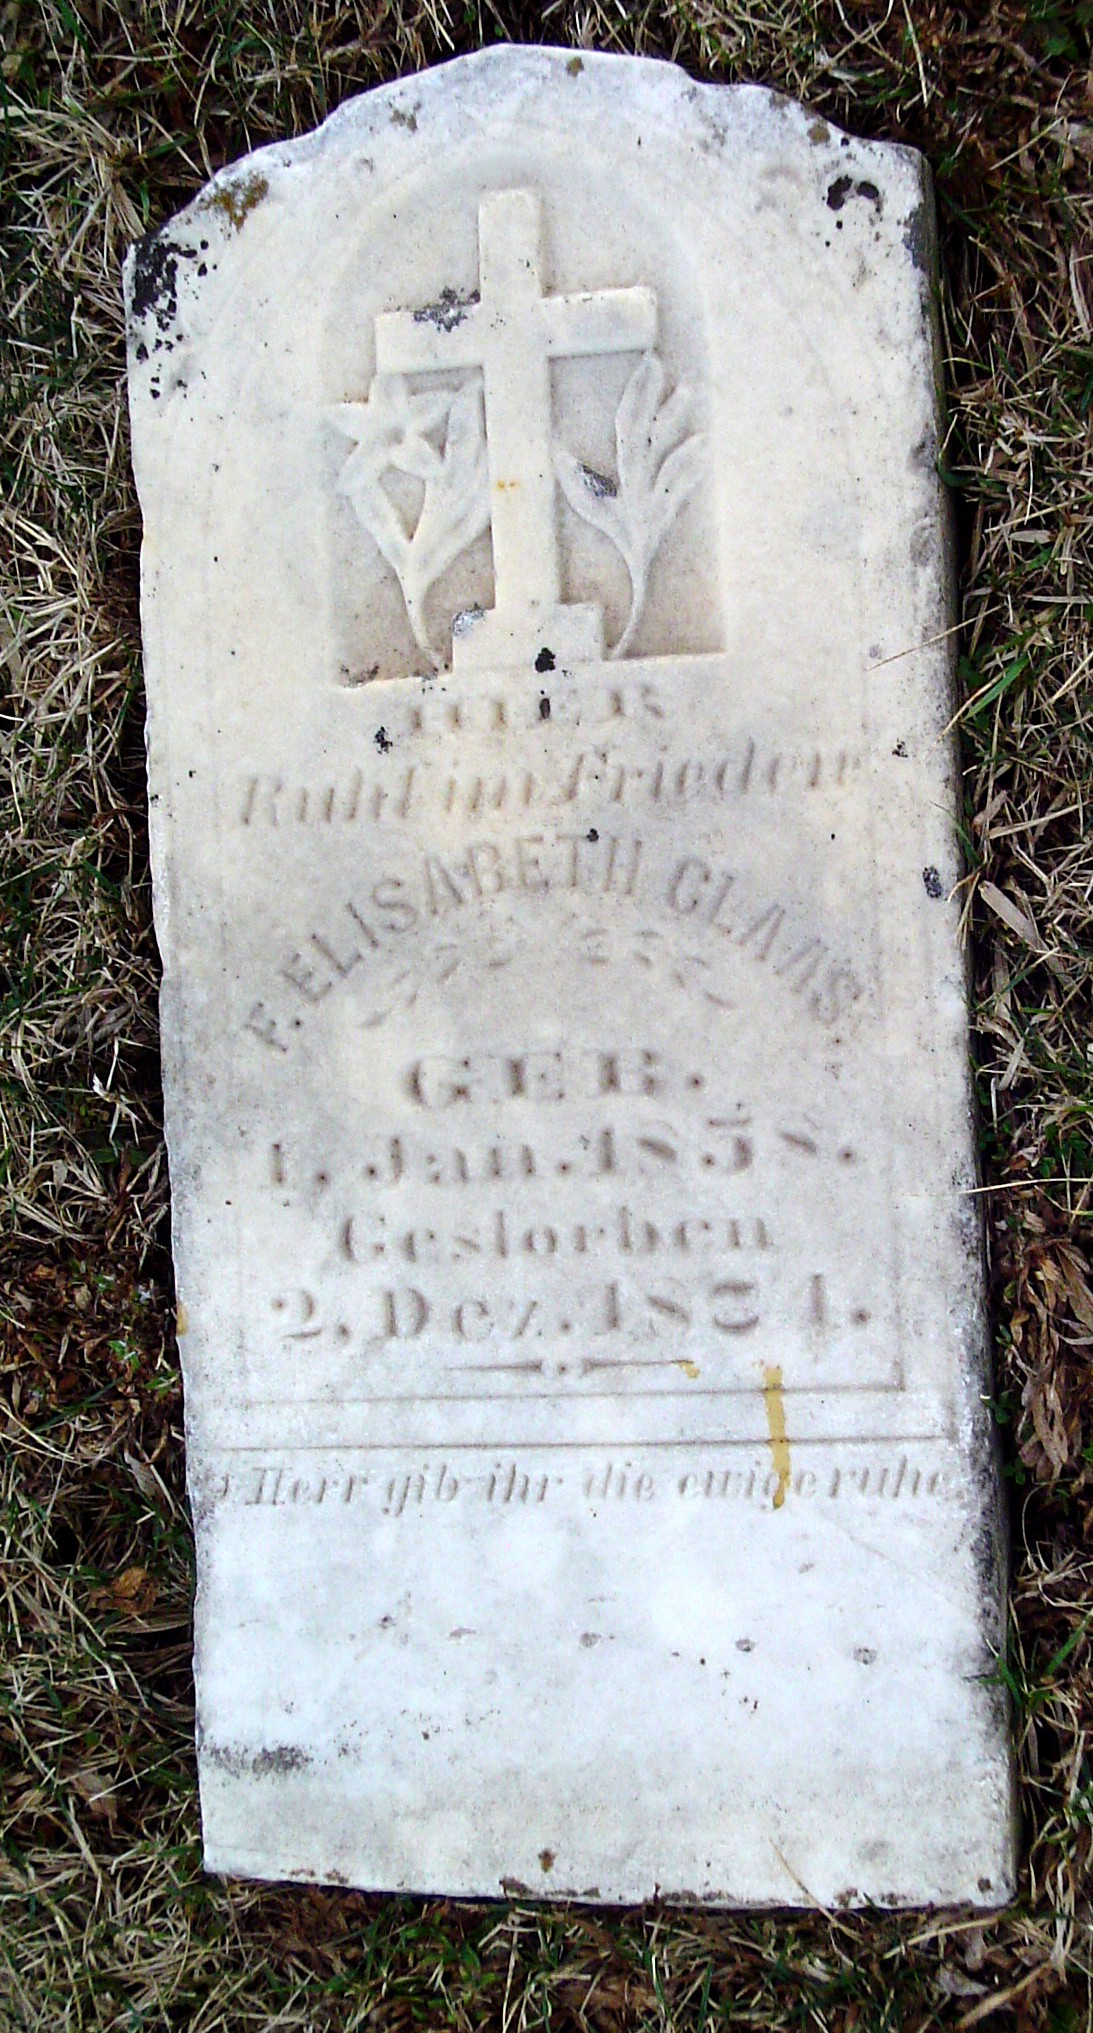 HIER
Ruht im Frieden
F. ELISABETH CLAAS
GEB.
1. Jan. 1858.
Gestorben
2. Dez. 1874.
O Herr gib ihr die ewige ruhe.